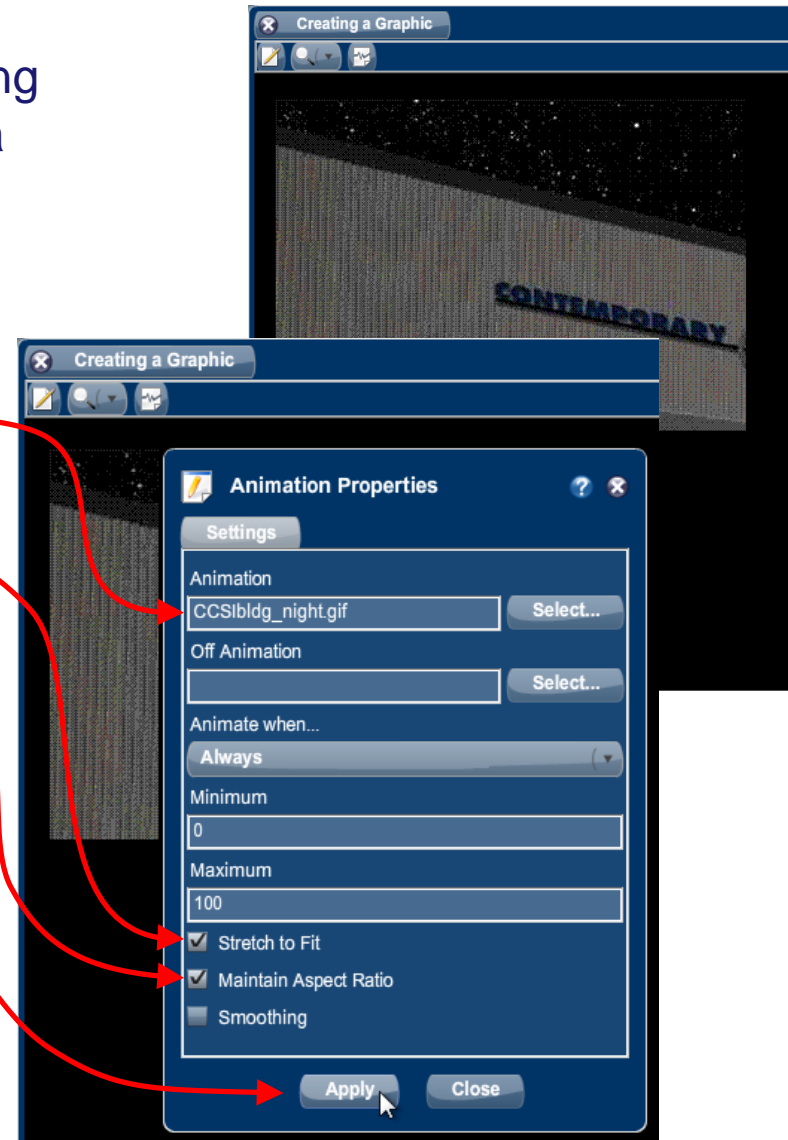 Creating a Graphic
ng
CONTEMPORARY
Creating a Graphic
Animation Properties
Settings
Animation
CCSIbldg_night.gif
Select...
Off Animation
Select...
Animate when...
Always
Minimum
0
Maximum
100
Stretch to Fit
Maintain Aspect Ratio
Smoothing
Apply
Close